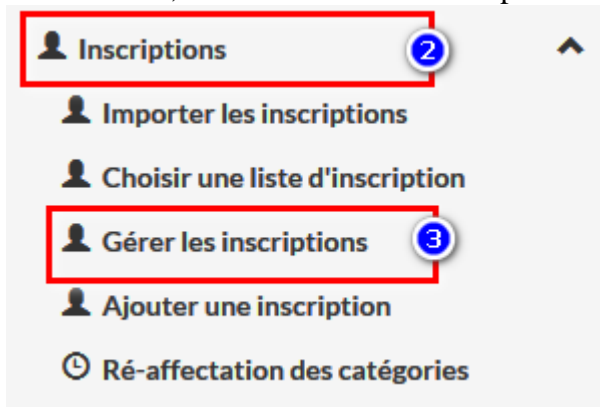 Inscriptions 2
Importer les inscriptions
Choisir une liste d'inscription
Gérer les inscriptions 3
Ajouter une inscription
Ré-affectation des catégories